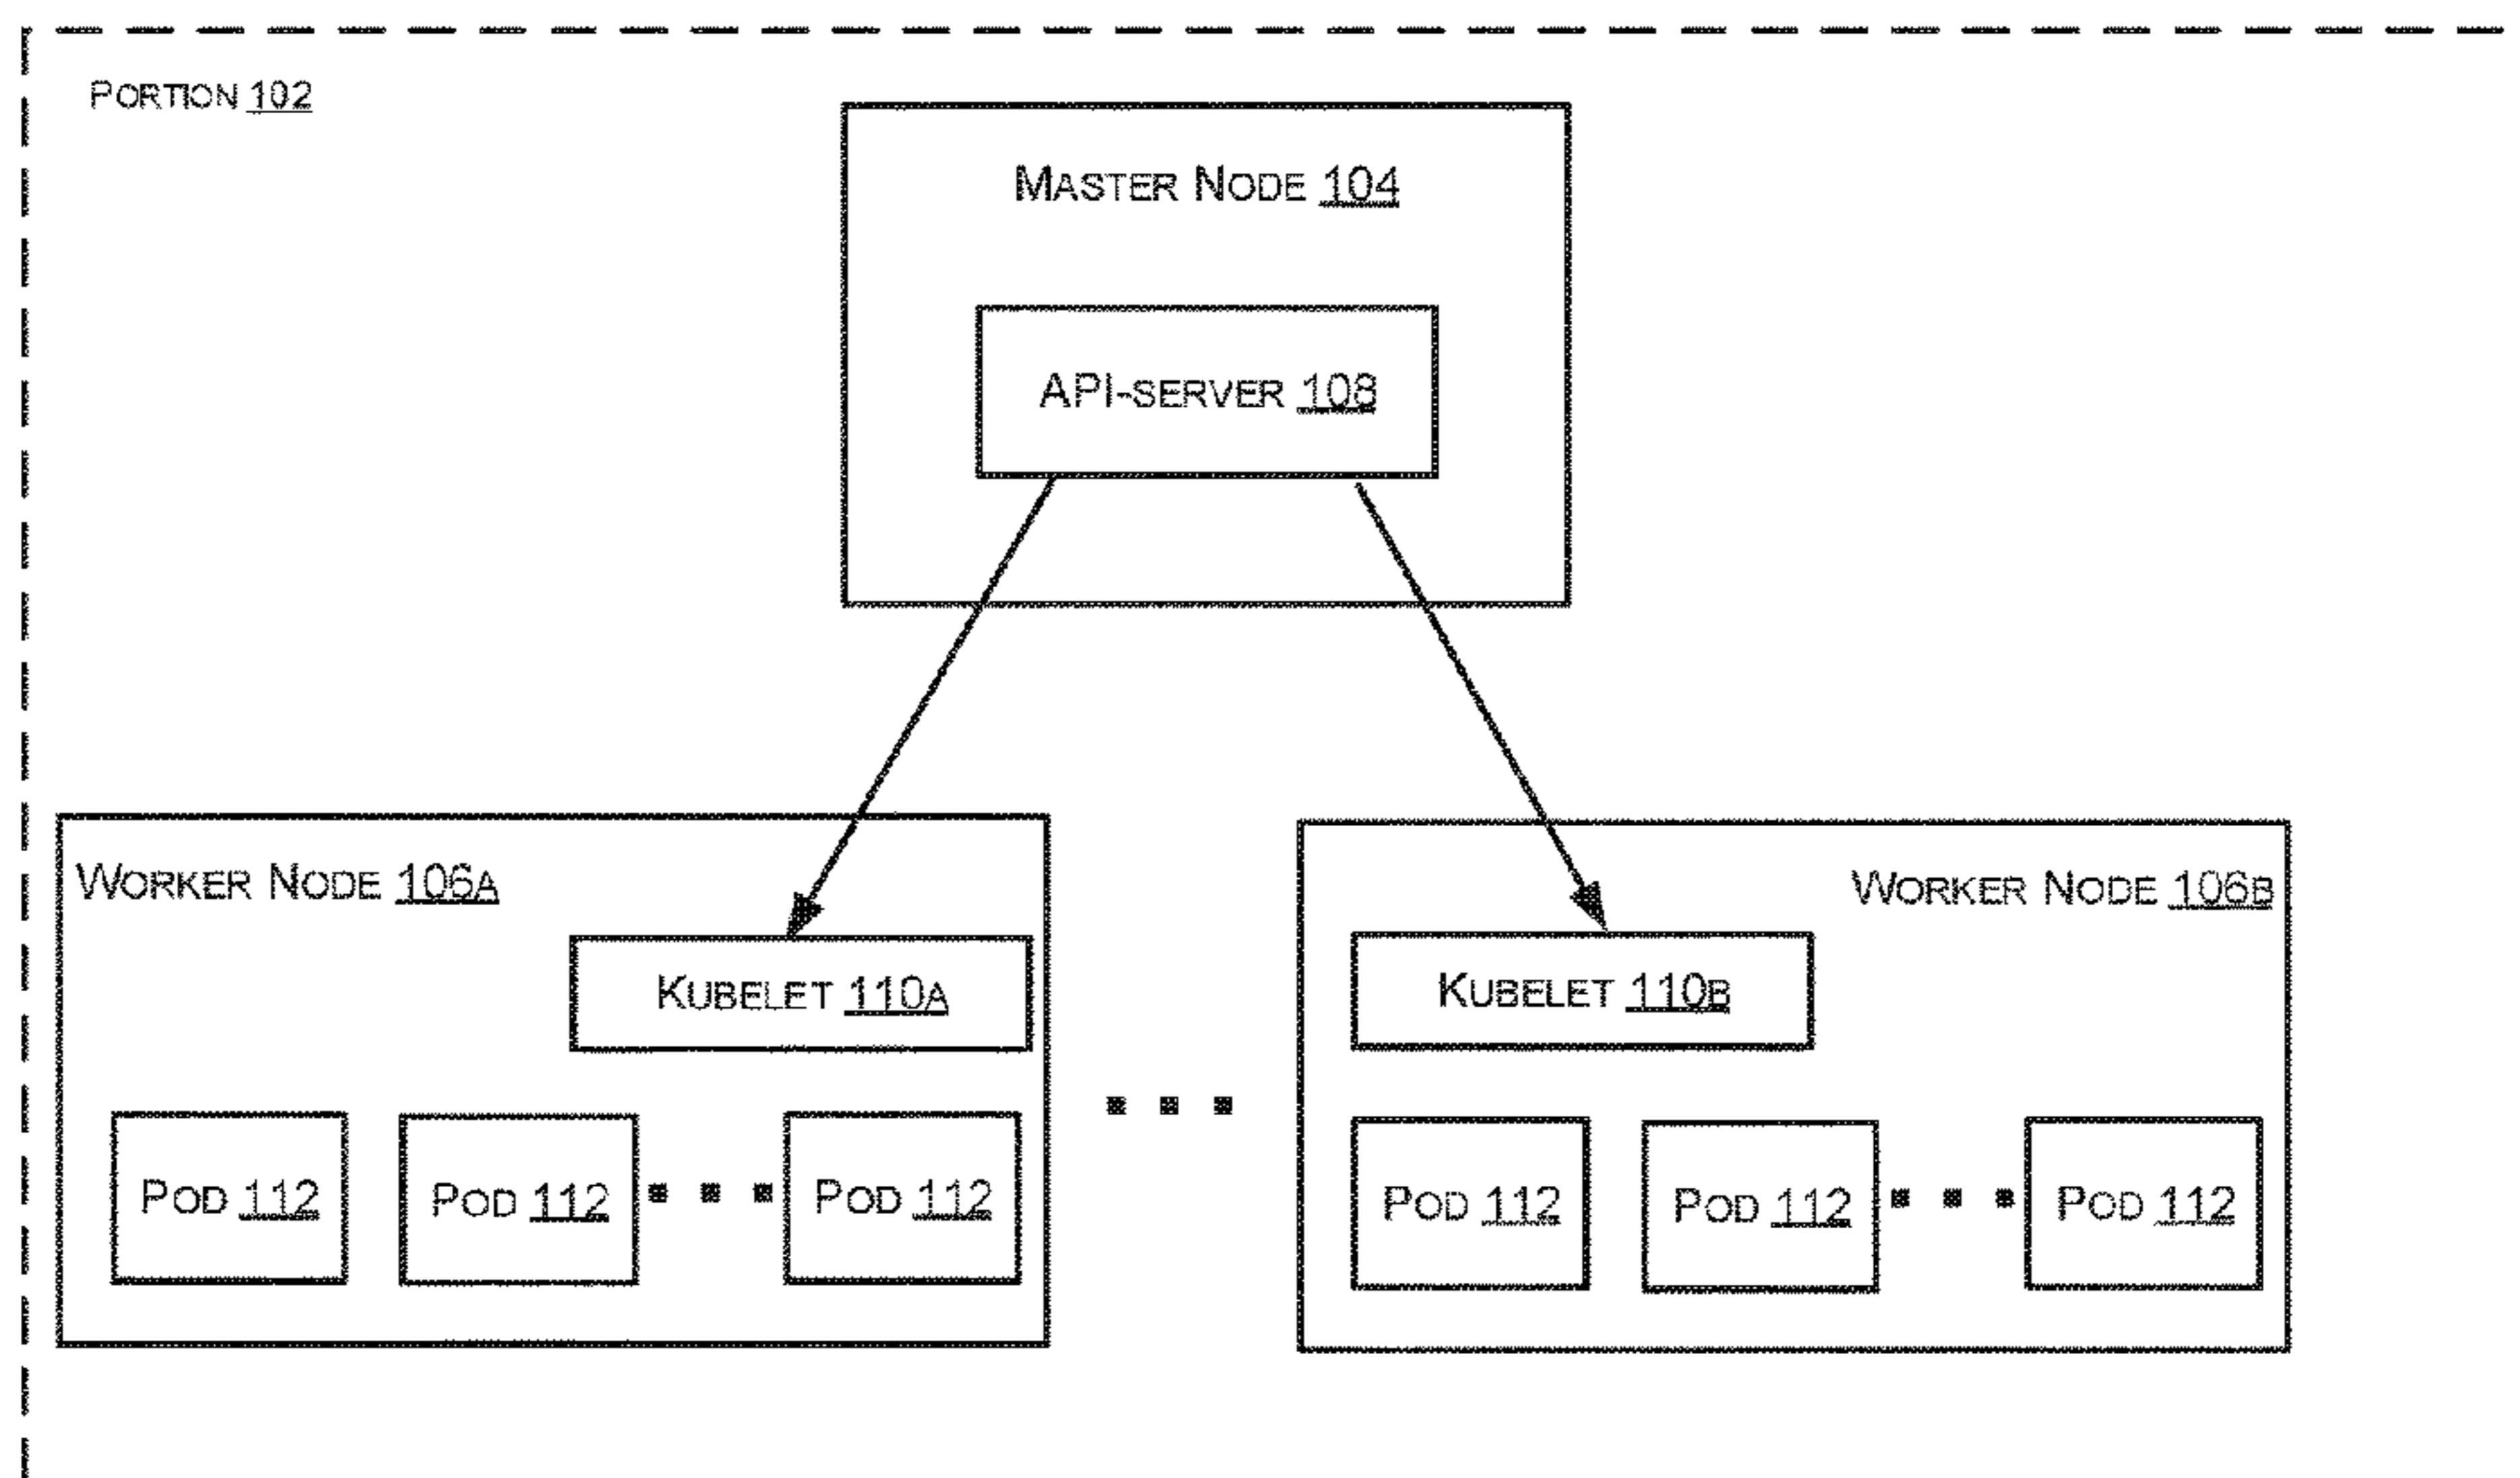 PORTION 102
MASTER NODE 104
API-SERVER 108
WORKER NODE 106A
WORKER NODE 106B
KUBELET 110A
KUBELET 110B
POD 112
POD 112
POD 112
POD 112
POD 112
POD 112